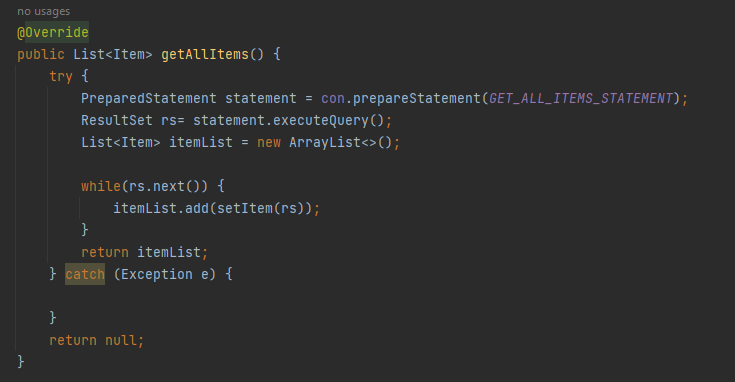 no usages
@Override
public List<Item> getAllItems() {
    try {
        PreparedStatement statement = con.prepareStatement(GET_ALL_ITEMS_STATEMENT);
        ResultSet rs= statement.executeQuery();
        List<Item> itemList = new ArrayList<>();

        while(rs.next()) {
            itemList.add(setItem(rs));
        }
        return itemList;
    } catch (Exception e) {

    }
    return null;
}